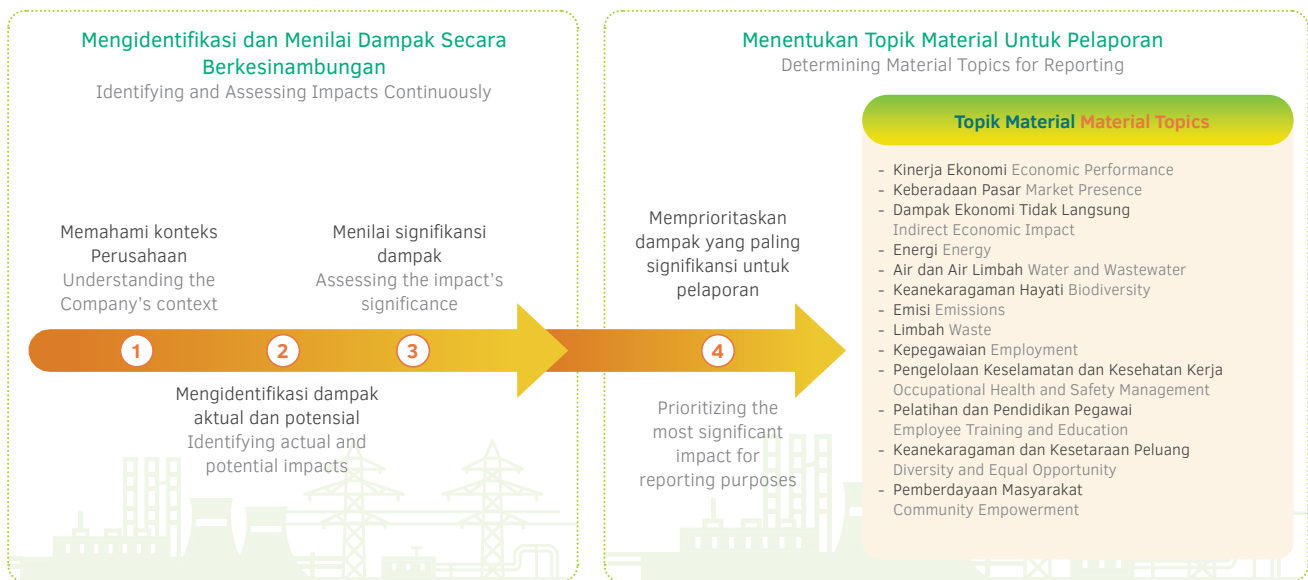 Mengidentifikasi dan Menilai Dampak Secara
Berkesinambungan
Identifying and Assessing Impacts Continuously
Memahami konteks
Perusahaan
Understanding the
Company's context
Menilai signifikansi
dampak
Assessing the impact's
significance
1
2
3
Mengidentifikasi dampak
aktual dan potensial
Identifying actual and
potential impacts
Menentukan Topik Material Untuk Pelaporan
Determining Material Topics for Reporting
Memprioritaskan
dampak yang paling
signifikansi untuk
pelaporan
4
Prioritizing the
most significant
impact for
reporting purposes
Topik Material Material Topics
- Kinerja Ekonomi Economic Performance
- Keberadaan Pasar Market Presence
- Dampak Ekonomi Tidak Langsung
Indirect Economic Impact
- Energi Energy
- Air dan Air Limbah Water and Wastewater
- Keanekaragaman Hayati Biodiversity
- Emisi Emissions
- Limbah Waste
- Kepegawaian Employment
- Pengelolaan Keselamatan dan Kesehatan Kerja
Occupational Health and Safety Management
- Pelatihan dan Pendidikan Pegawai
Employee Training and Education
- Keanekaragaman dan Kesetaraan Peluang
Diversity and Equal Opportunity
- Pemberdayaan Masyarakat
Community Empowerment